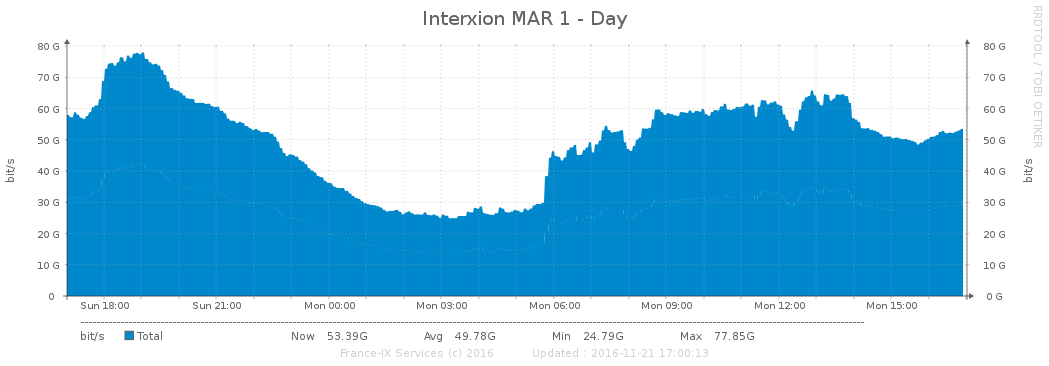 Interxion MAR 1 - Day
RRDTOOL / TOBI OETIKER
bit/s
80 G 80 G
70 G 70 G
60 G 60 G
50 G 50 G
40 G 40 G
30 G 30 G
20 G 20 G
10 G 10 G
0 0 G
bit/s
Sun 18:00 Sun 21:00 Mon 00:00 Mon 03:00 Mon 06:00 Mon 09:00 Mon 12:00 Mon 15:00
bit/s Total Now 53.39G Avg 49.78G Min 24.79G Max 77.85G
France-IX Services (c) 2016 Updated : 2016-11-21 17:00:13